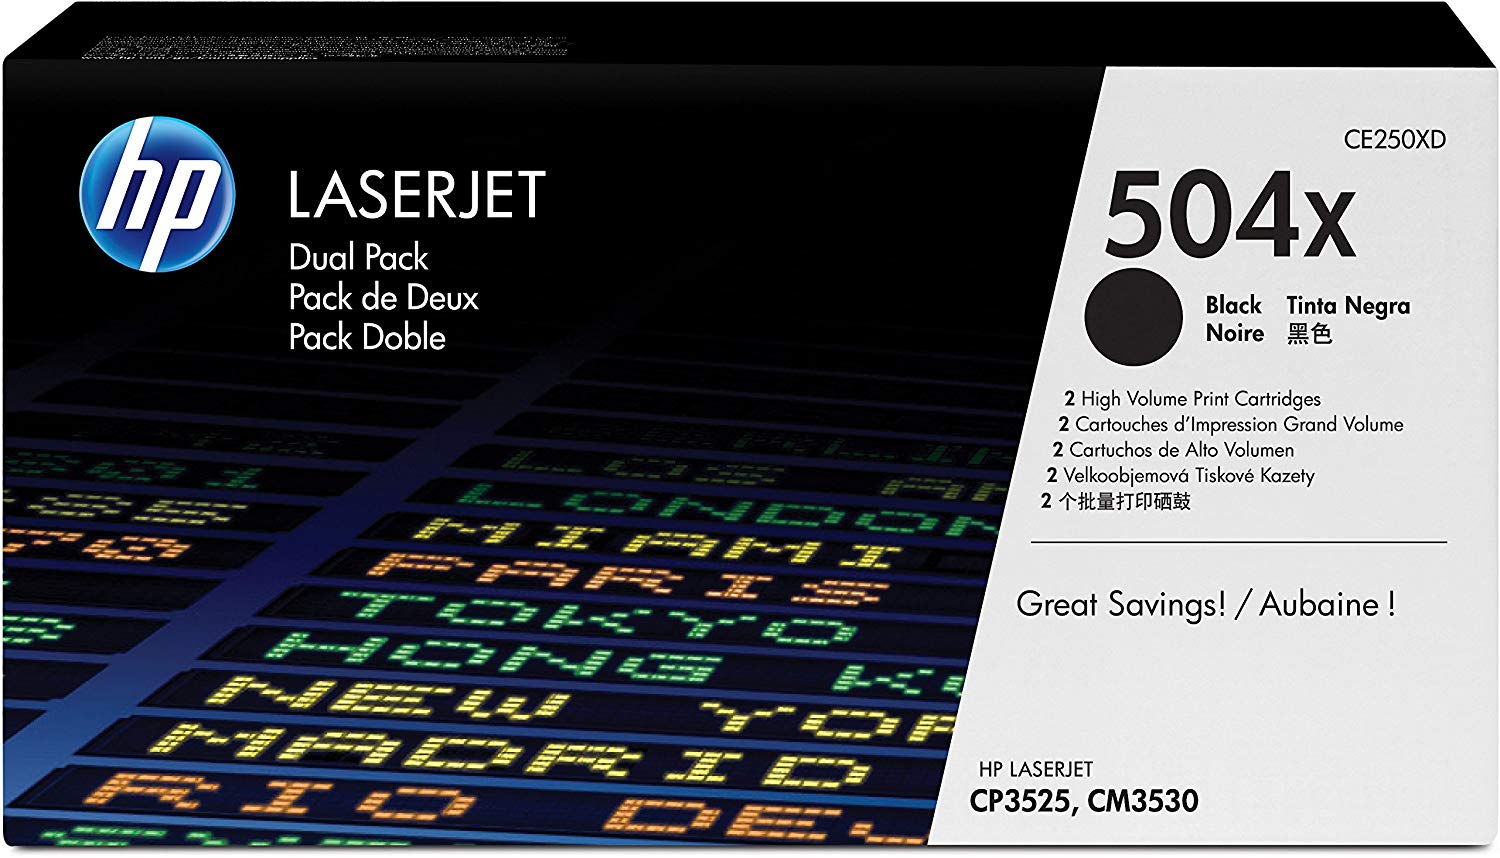 hp
LASERJET
Dual Pack
Pack de Deux
Pack Doble
CE250XD
504x
Black Tinta Negra
Noire 黑色
2 High Volume Print Cartridges
2 Cartouches d'Impression Grand Volume
2 Cartuchos de Alto Volumen
2 Velkoobjemová Tiskové Kazety
2 个批量打印硒鼓
Great Savings! / Aubaine !
HP LASERJET
CP3525, CM3530
LOS
LONDON
MIAMI
PARIS
TOKYO
HONG K
NEW YOR
MADRID
RIO DE